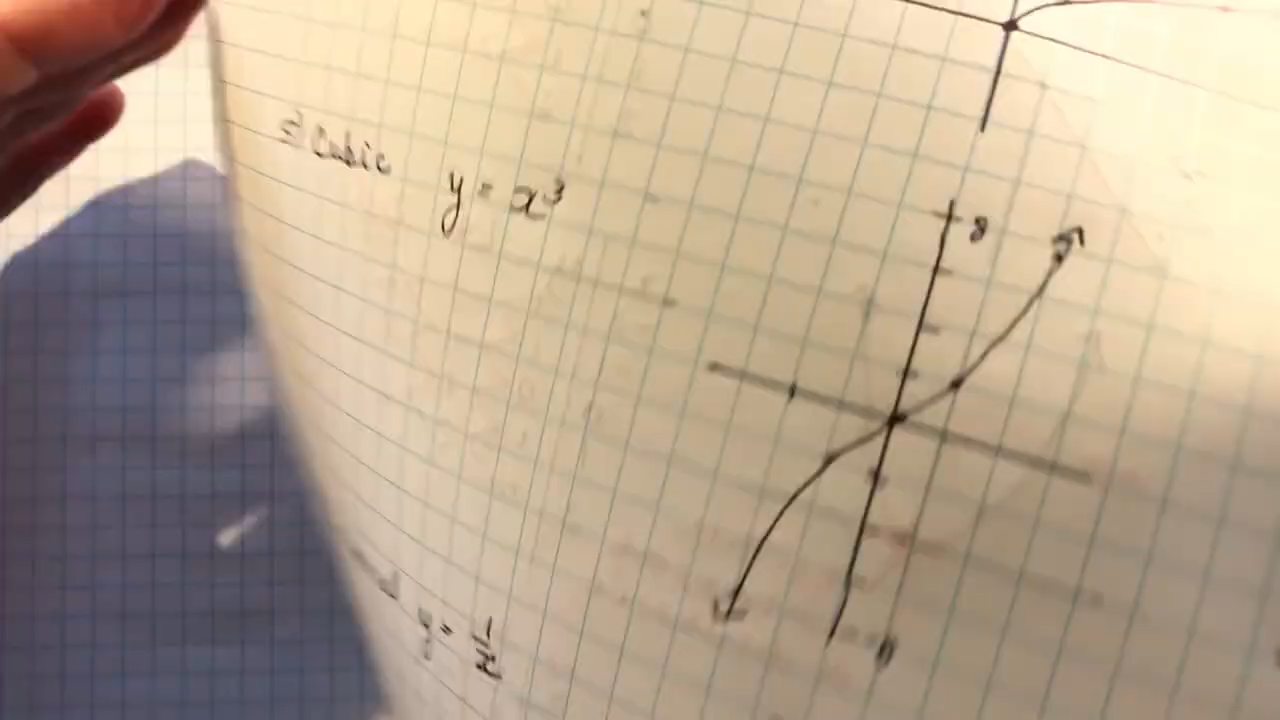 Cubic y = x³
8
y = 1/x